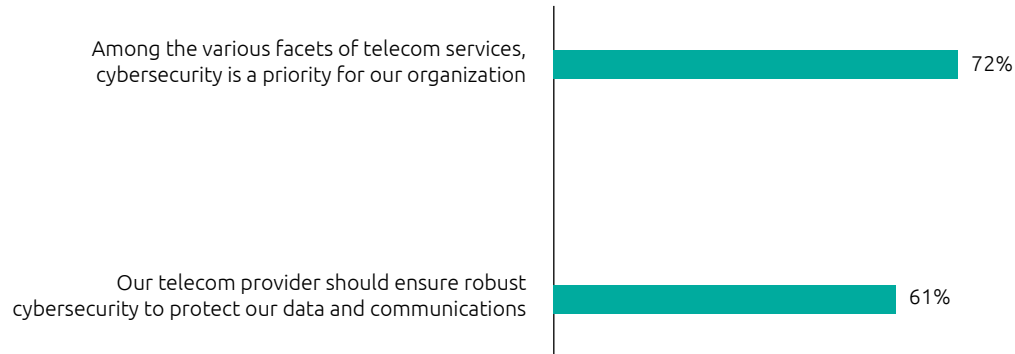 Among the various facets of telecom services,
cybersecurity is a priority for our organization
72%
Our telecom provider should ensure robust
cybersecurity to protect our data and communications
61%